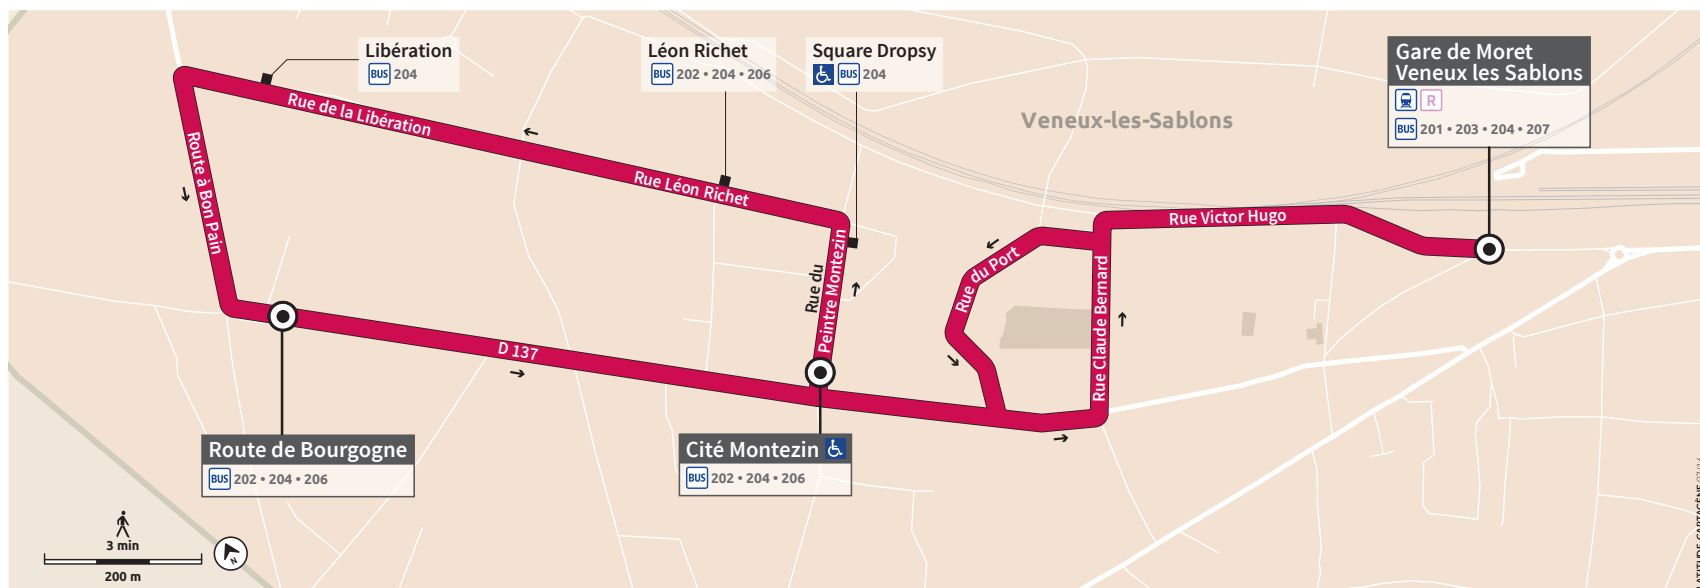 Libération
BUS 204
Léon Richet
BUS 202 • 204 • 206
Square Dropsy
BUS 204
Gare de Moret
Veneux les Sablons
R
BUS 201 • 203 • 204 • 207
Veneux-les-Sablons
Rue de la Libération
Rue Léon Richet
Route à Bon Pain
Rue du
Peintre Montezin
Rue du Port
Rue Victor Hugo
Rue Claude Bernard
D 137
Route de Bourgogne
BUS 202 • 204 • 206
Cité Montezin
BUS 202 • 204 • 206
3 min
200 m
N